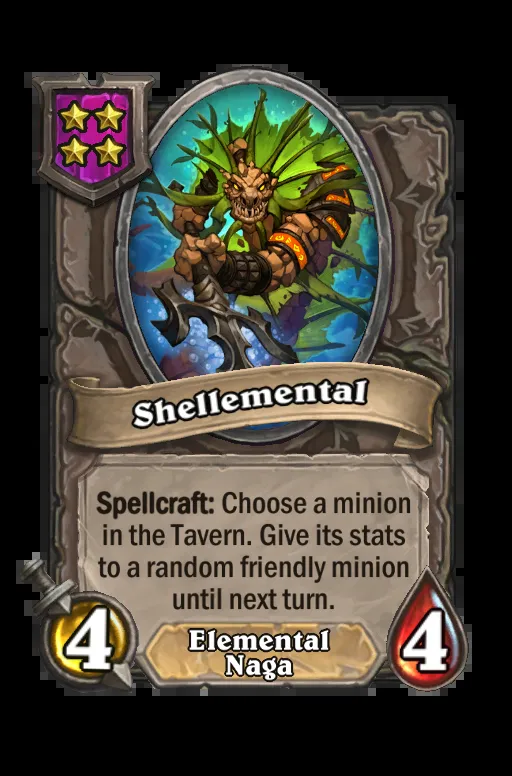 Shellemental
Spellcraft: Choose a minion
in the Tavern. Give its stats
to a random friendly minion
until next turn.
4
Elemental
Naga
4